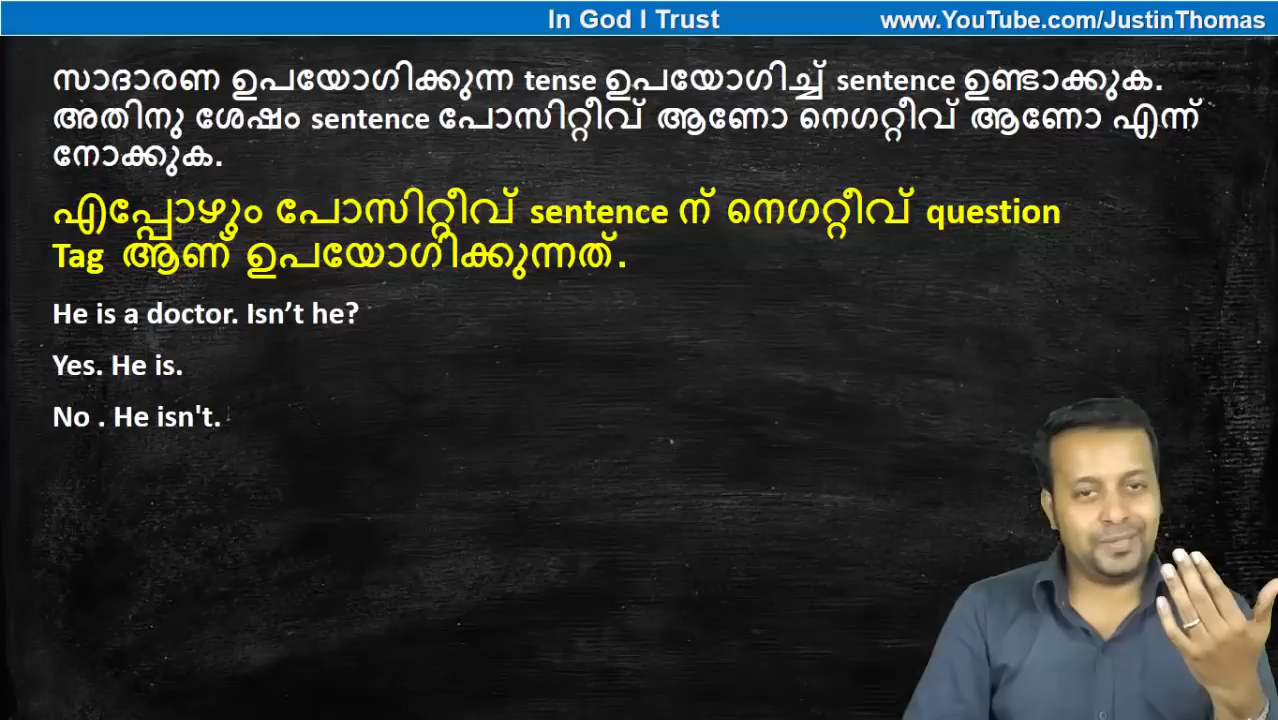 In God I Trust
www.YouTube.com/JustinThomas
സാദാരണ ഉപയോഗിക്കുന്ന tense ഉപയോഗിച്ച് sentence ഉണ്ടാക്കുക.
അതിനു ശേഷം sentence പോസിറ്റീവ് ആണോ നെഗറ്റീവ് ആണോ എന്ന്
നോക്കുക.
എപ്പോഴും പോസിറ്റീവ് sentence ന് നെഗറ്റീവ് question
Tag ആണ് ഉപയോഗിക്കുന്നത്.
He is a doctor. Isn’t he?
Yes. He is.
No . He isn't.